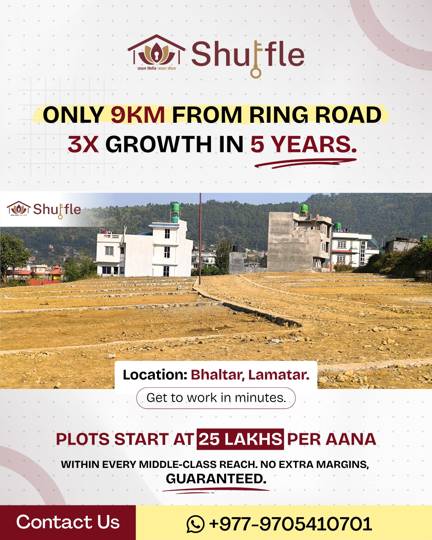 Shuffle
ONLY 9KM FROM RING ROAD
3X GROWTH IN 5 YEARS.
Shuffle
Location: Bhaltar, Lamatar.
Get to work in minutes.
PLOTS START AT 25 LAKHS PER AANA
WITHIN EVERY MIDDLE-CLASS REACH. NO EXTRA MARGINS,
GUARANTEED.
Contact Us
+977-9705410701